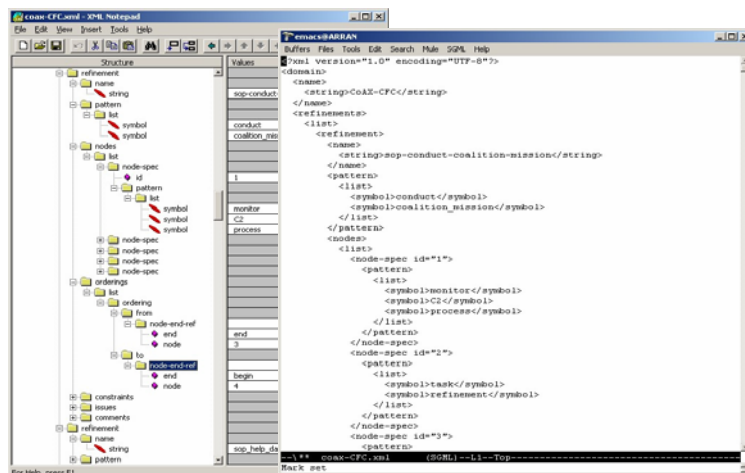 coax-CFC.xml - XML Notepad
File Edit View Insert Tools Help
Structure
Values
refinement
name
string
sop-conduct-
pattern
list
symbol
conduct
symbol
coalition_miss
nodes
list
node-spec
id
1
pattern
list
symbol
monitor
symbol
C2
symbol
process
node-spec
node-spec
node-spec
node-spec
orderings
list
ordering
from
node-end-ref
end
end
node
3
to
node-end-ref
end
begin
node
4
constraints
issues
comments
refinement
name
string
sop_help_da
pattern
For Help, press F1
emacs@ARRAN
Buffers Files Tools Edit Search Mule SGML Help
<?xml version="1.0" encoding="UTF-8"?>
<domain>
<name>
<string>CoAX-CFC</string>
</name>
<refinements>
<list>
<refinement>
<name>
<string>sop-conduct-coalition-mission</string>
</name>
<pattern>
<list>
<symbol>conduct</symbol>
<symbol>coalition_mission</symbol>
</list>
</pattern>
<nodes>
<list>
<node-spec id="1">
<pattern>
<list>
<symbol>monitor</symbol>
<symbol>C2</symbol>
<symbol>process</symbol>
</list>
</pattern>
</node-spec>
<node-spec id="2">
<pattern>
<list>
<symbol>task</symbol>
<symbol>refinement</symbol>
</list>
</pattern>
</node-spec>
<node-spec id="3">
<pattern>
--\** coax-CFC.xml (SGML)--L1--Top
Mark set